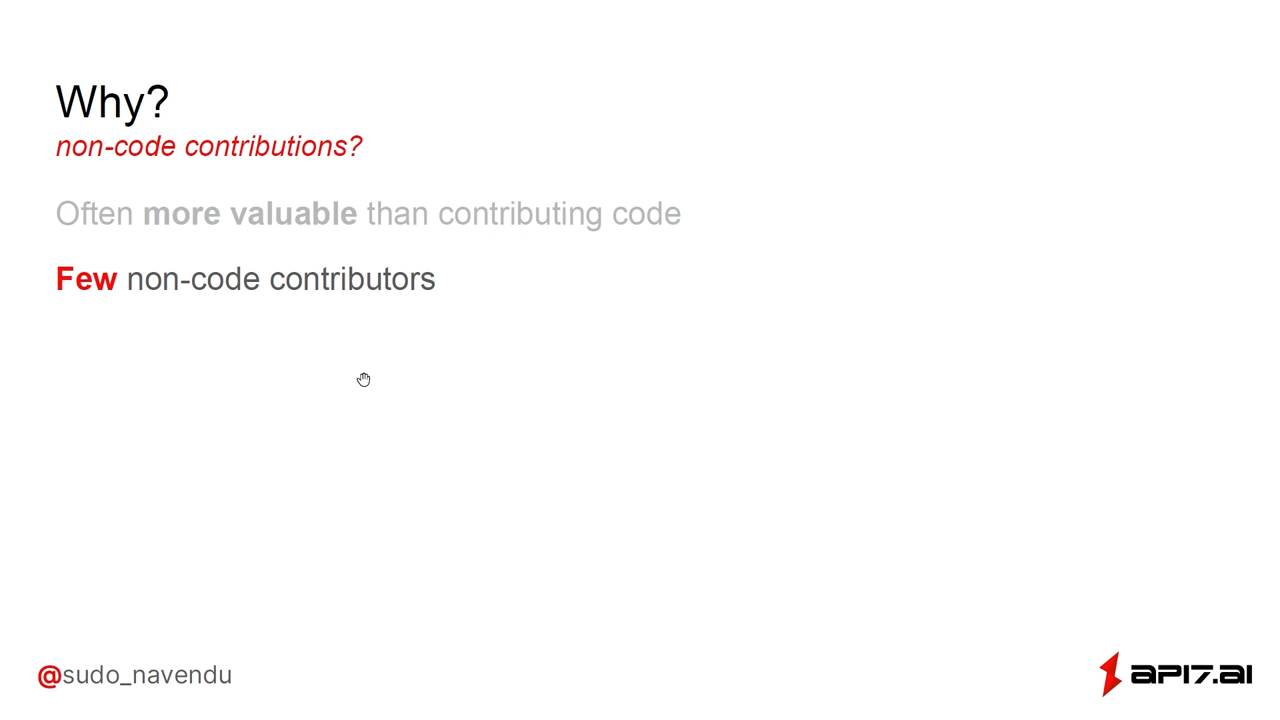 Why?
non-code contributions?
Often more valuable than contributing code
Few non-code contributors
@sudo_navendu
API7.AI